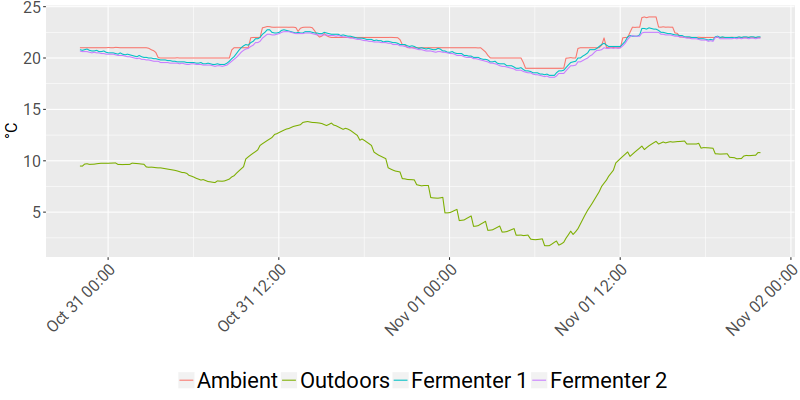 25
20
15
10
5
°C
Oct 31 00:00
Oct 31 12:00
Nov 01 00:00
Nov 01 12:00
Nov 02 00:00
Ambient Outdoors Fermenter 1 Fermenter 2